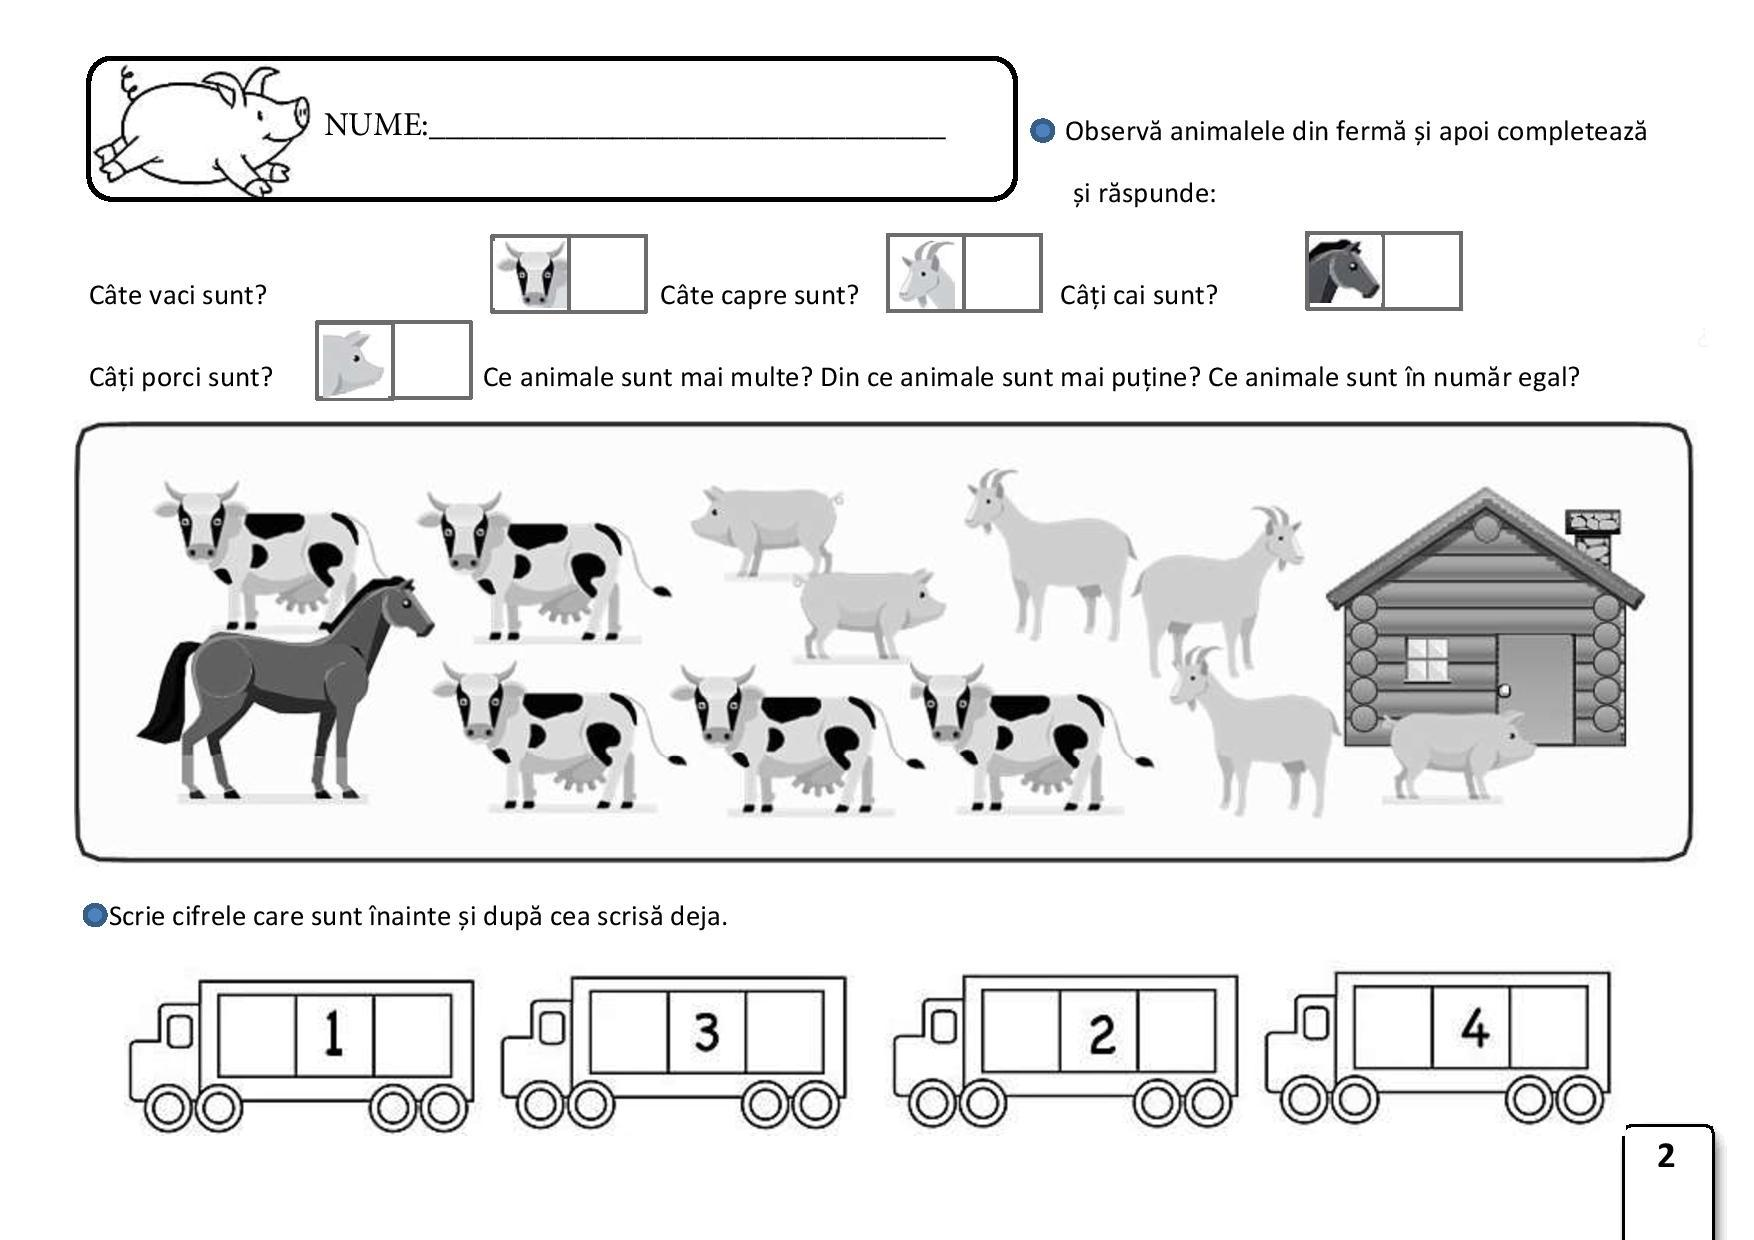 NUME:_________________________________
Observă animalele din fermă și apoi completează
și răspunde:
Câte vaci sunt? Câte capre sunt? Câți cai sunt?
Câți porci sunt? Ce animale sunt mai multe? Din ce animale sunt mai puține? Ce animale sunt în număr egal?
Scrie cifrele care sunt înainte și după cea scrisă deja.
1 3 2 4
2